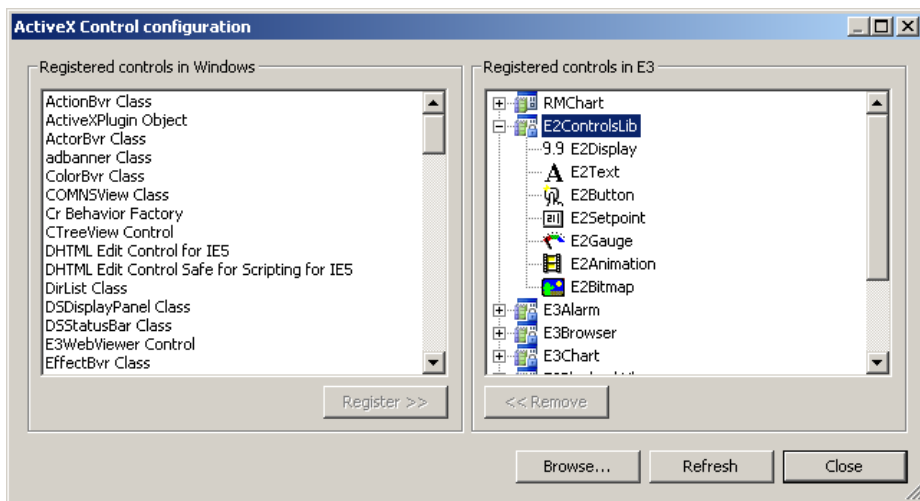 ActiveX Control configuration
Registered controls in Windows
ActionBvr Class
ActiveXPlugin Object
ActorBvr Class
adbanner Class
ColorBvr Class
COMNSView Class
Cr Behavior Factory
CTreeView Control
DHTML Edit Control for IE5
DHTML Edit Control Safe for Scripting for IE5
DirList Class
DSDisplayPanel Class
DSStatusBar Class
E3WebViewer Control
EffectBvr Class
Register >>
Registered controls in E3
RMChart
E2ControlsLib
9.9 E2Display
A E2Text
E2Button
E2Setpoint
E2Gauge
E2Animation
E2Bitmap
E3Alarm
E3Browser
E3Chart
<< Remove
Browse...
Refresh
Close